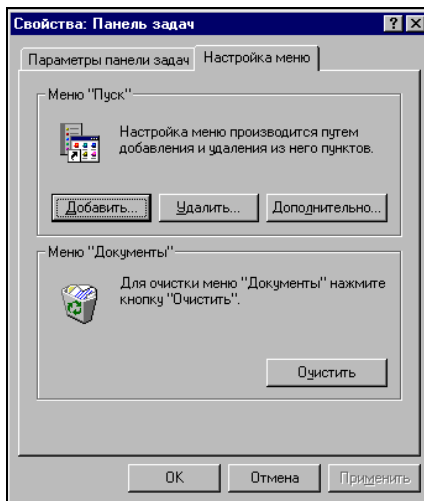 Свойства: Панель задач
Параметры панели задач Настройка меню
Меню "Пуск"
Настройка меню производится путем
добавления и удаления из него пунктов.
Добавить... Удалить... Дополнительно...
Меню "Документы"
Для очистки меню "Документы" нажмите
кнопку "Очистить".
Очистить
OK Отмена Применить